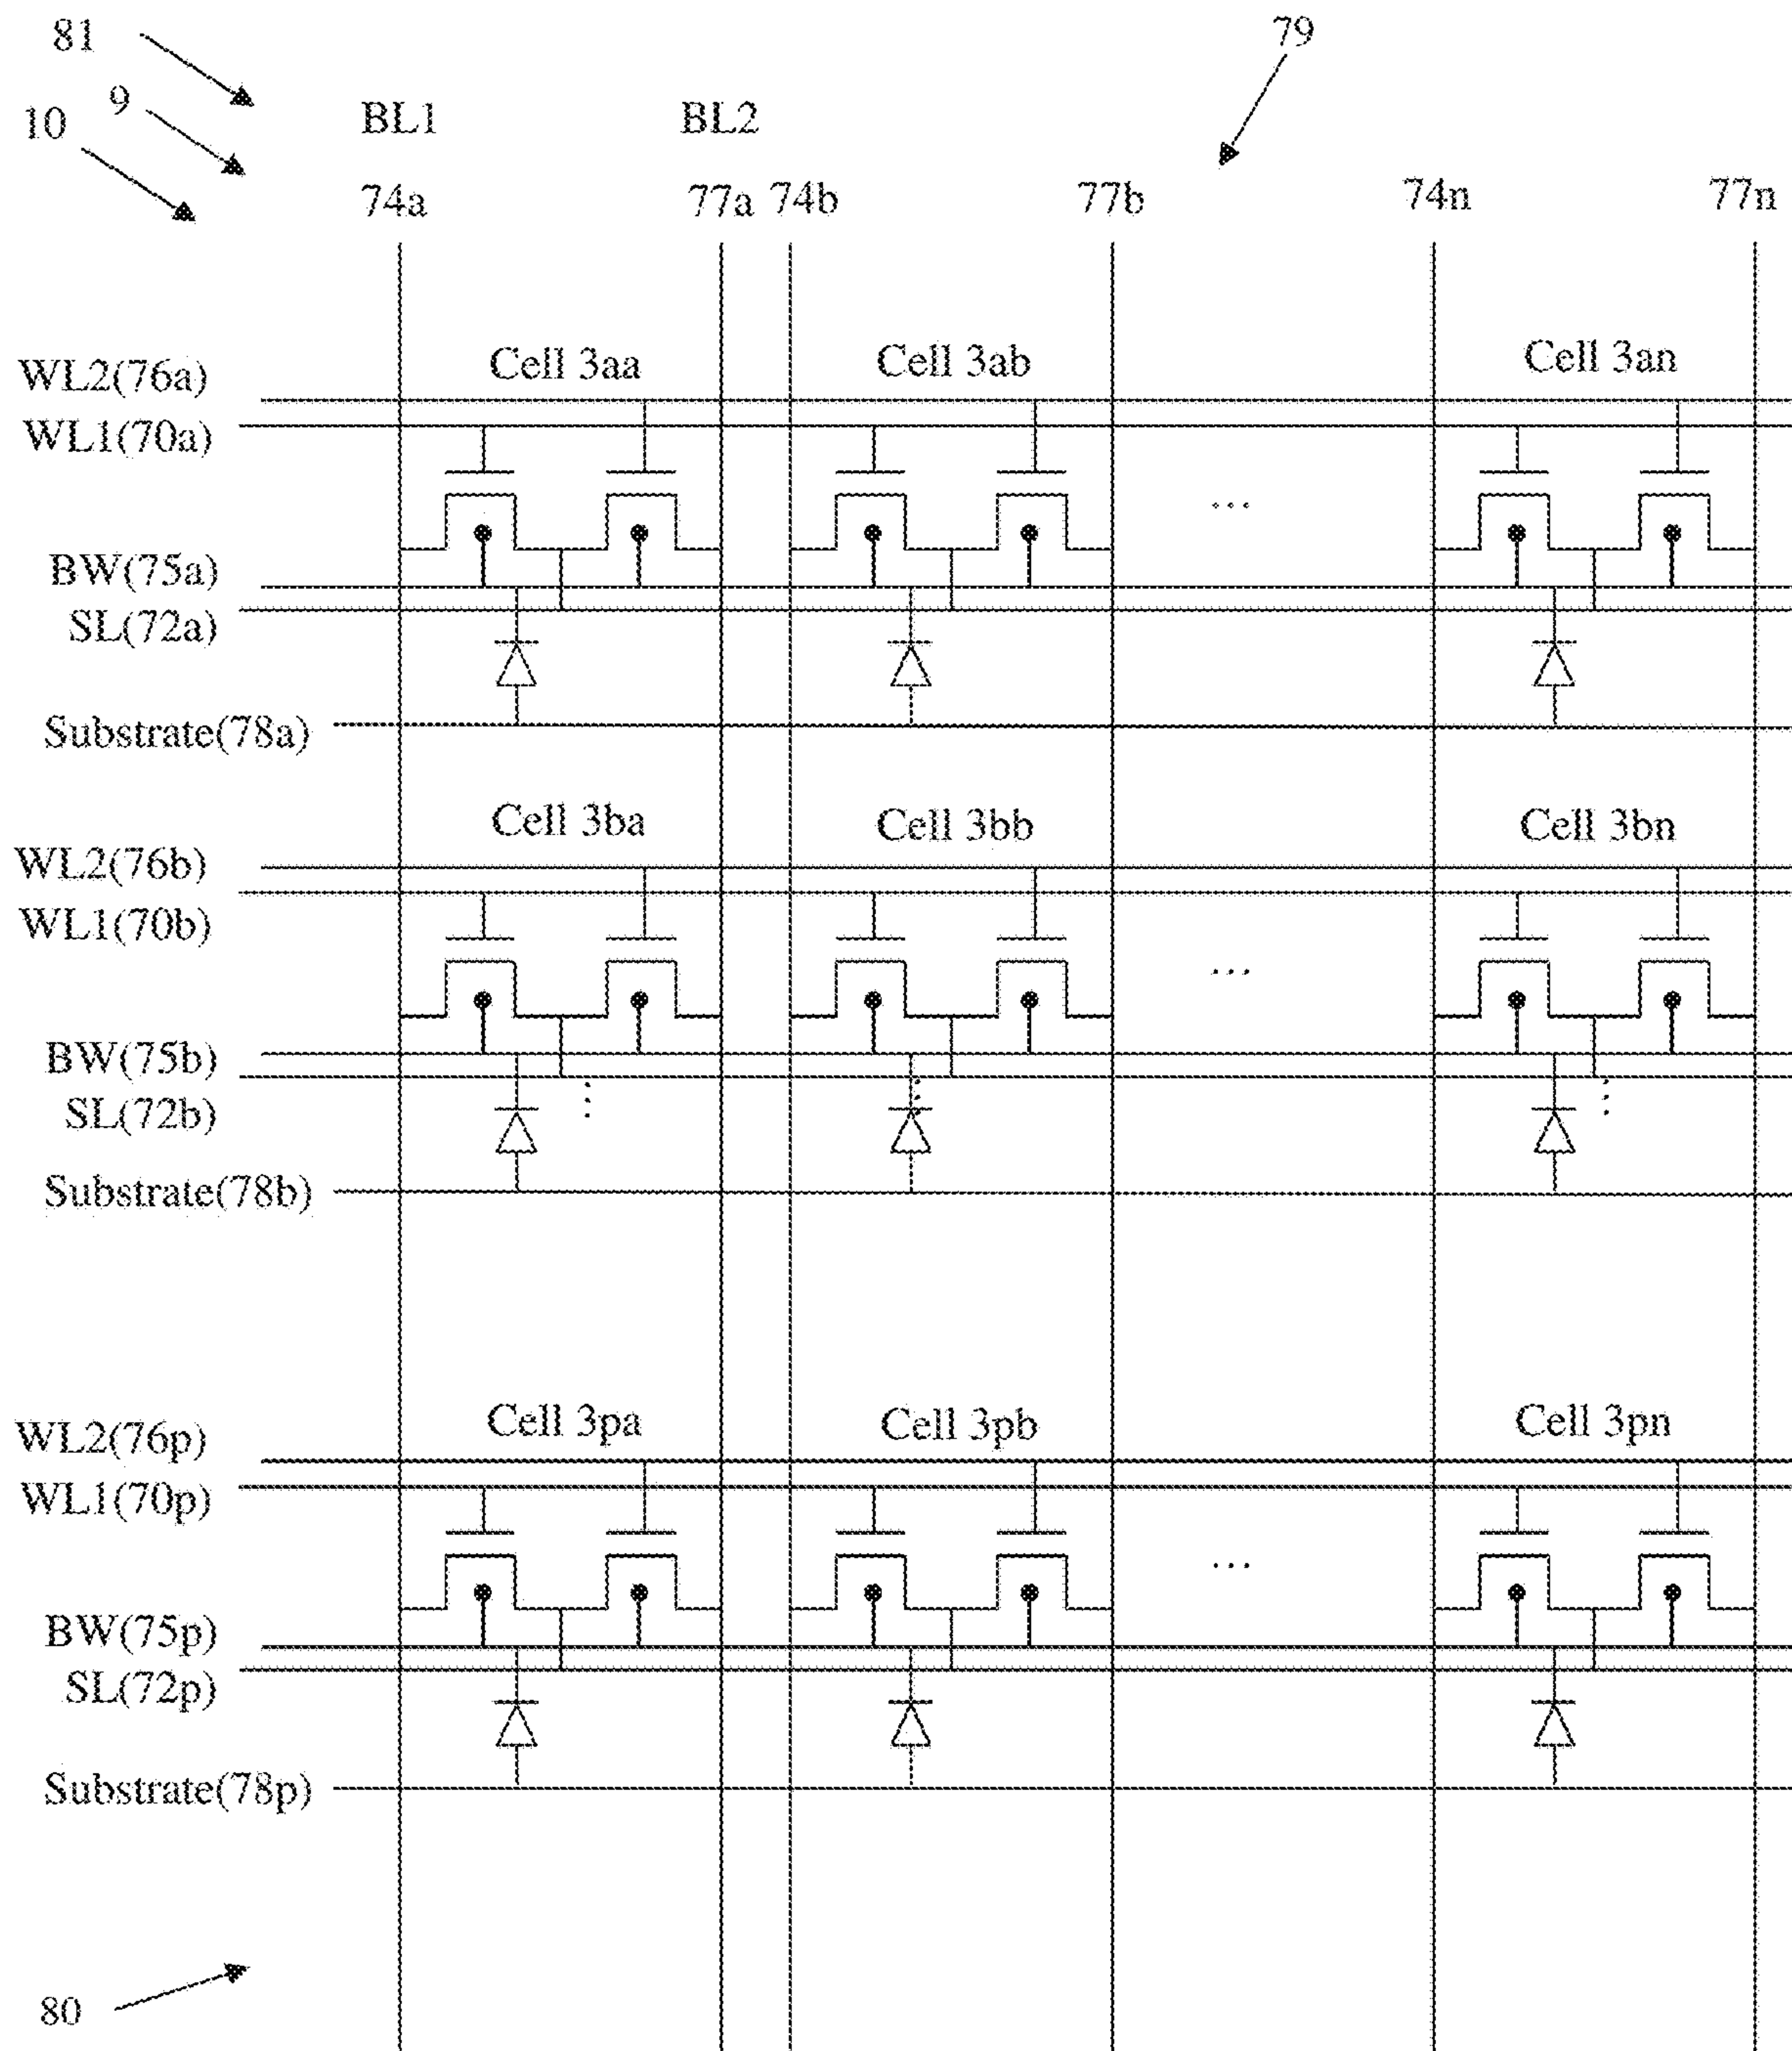 81
79
9
10
BL1 BL2
74a 77a 74b 77b 74n 77n
Cell 3aa Cell 3ab Cell 3an
WL2(76a)
WL1(70a)
...
BW(75a)
SL(72a)
Substrate(78a)
Cell 3ba Cell 3bb Cell 3bn
WL2(76b)
WL1(70b)
...
BW(75b)
SL(72b)
Substrate(78b)
Cell 3pa Cell 3pb Cell 3pn
WL2(76p)
WL1(70p)
...
BW(75p)
SL(72p)
Substrate(78p)
80